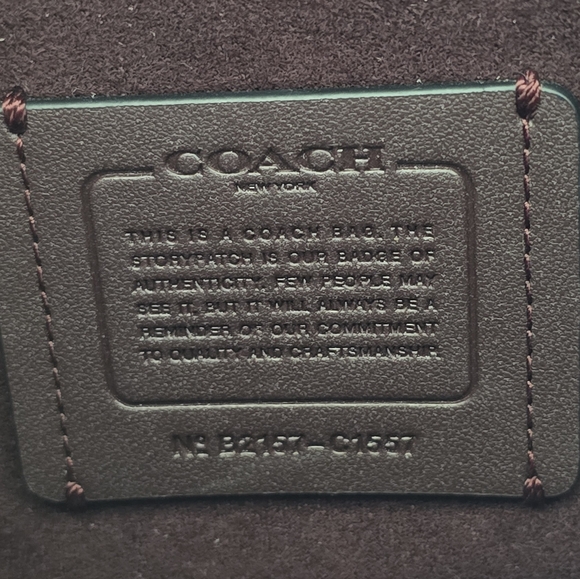 COACH
NEW YORK
THIS IS A COACH BAG. THE
STORYPATCH IS OUR BADGE OF
AUTHENTICITY. FEW PEOPLE MAY
SEE IT, BUT IT WILL ALWAYS BE A
REMINDER OF OUR COMMITMENT
TO QUALITY AND CRAFTSMANSHIP.
Nº B2157-C1557